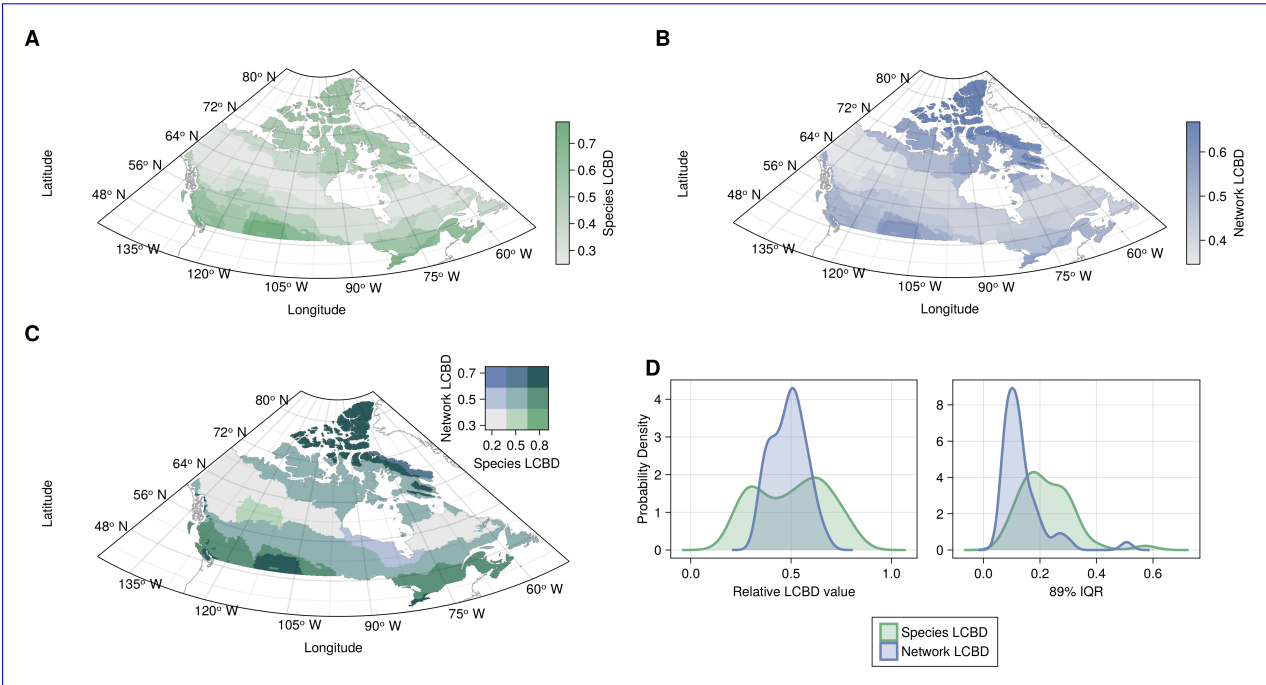 A
80° N
72° N
64° N
56° N
48° N
135° W
120° W
105° W
90° W
75° W
60° W
Latitude
Longitude
0.7
0.6
0.5
0.4
0.3
Species LCBD
B
80° N
72° N
64° N
56° N
48° N
135° W
120° W
105° W
90° W
75° W
60° W
Latitude
Longitude
0.6
0.5
0.4
Network LCBD
C
80° N
72° N
64° N
56° N
48° N
135° W
120° W
105° W
90° W
75° W
60° W
Latitude
Longitude
Network LCBD
0.7
0.5
0.3
0.2 0.5 0.8
Species LCBD
D
Probability Density
4
3
2
1
0
0.0 0.5 1.0
Relative LCBD value
8
6
4
2
0
0.0 0.2 0.4 0.6
89% IQR
Species LCBD
Network LCBD